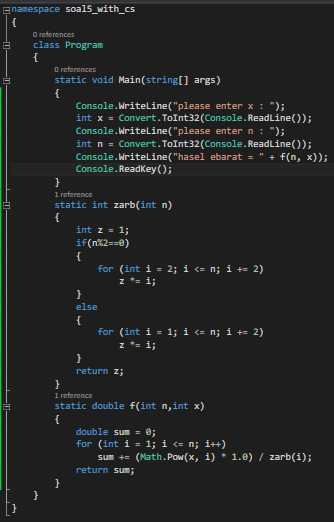 namespace soal5_with_cs
{
0 references
class Program
{
0 references
static void Main(string[] args)
{
Console.WriteLine("please enter x : ");
int x = Convert.ToInt32(Console.ReadLine());
Console.WriteLine("please enter n : ");
int n = Convert.ToInt32(Console.ReadLine());
Console.WriteLine("hasel ebarat = " + f(n, x));
Console.ReadKey();
}
1 reference
static int zarb(int n)
{
int z = 1;
if(n%2==0)
{
for (int i = 2; i <= n; i += 2)
z *= i;
}
else
{
for (int i = 1; i <= n; i += 2)
z *= i;
}
return z;
}
1 reference
static double f(int n,int x)
{
double sum = 0;
for (int i = 1; i <= n; i++)
sum += (Math.Pow(x, i) * 1.0) / zarb(i);
return sum;
}
}
}